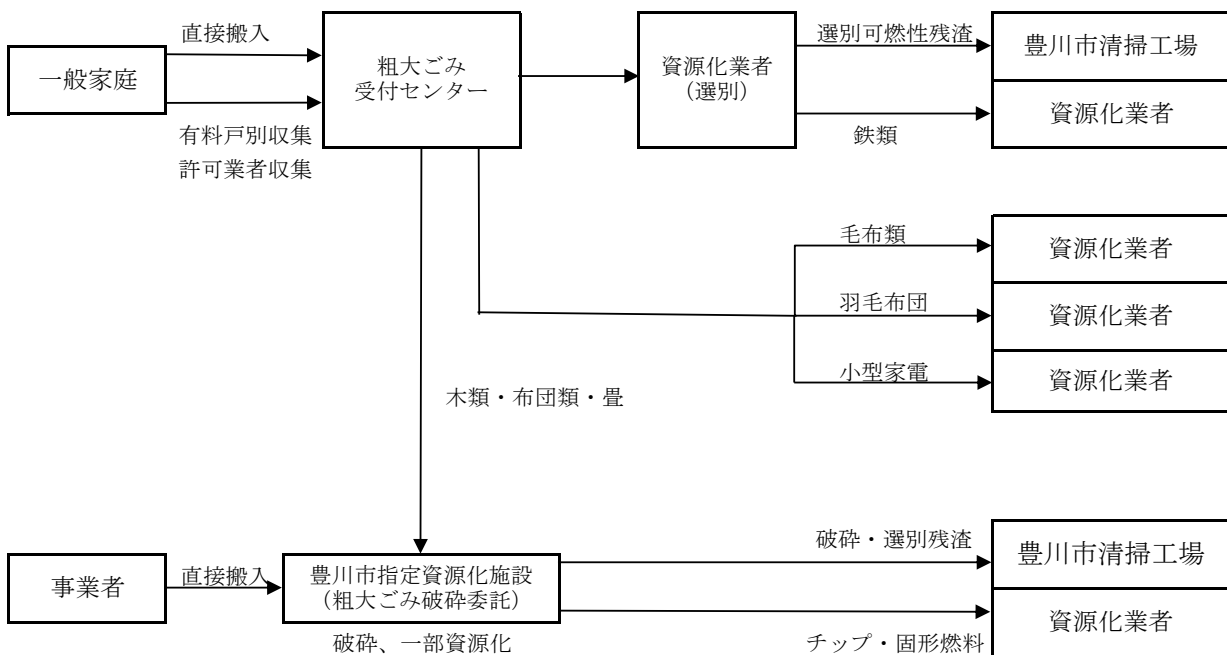 直接搬入
一般家庭
有料戸別収集
許可業者収集
粗大ごみ
受付センター
資源化業者
（選別）
選別可燃性残渣
豊川市清掃工場
鉄類
資源化業者
毛布類
資源化業者
羽毛布団
資源化業者
小型家電
資源化業者
木類・布団類・畳
事業者
直接搬入
豊川市指定資源化施設
（粗大ごみ破砕委託）
破砕、一部資源化
破砕・選別残渣
豊川市清掃工場
チップ・固形燃料
資源化業者